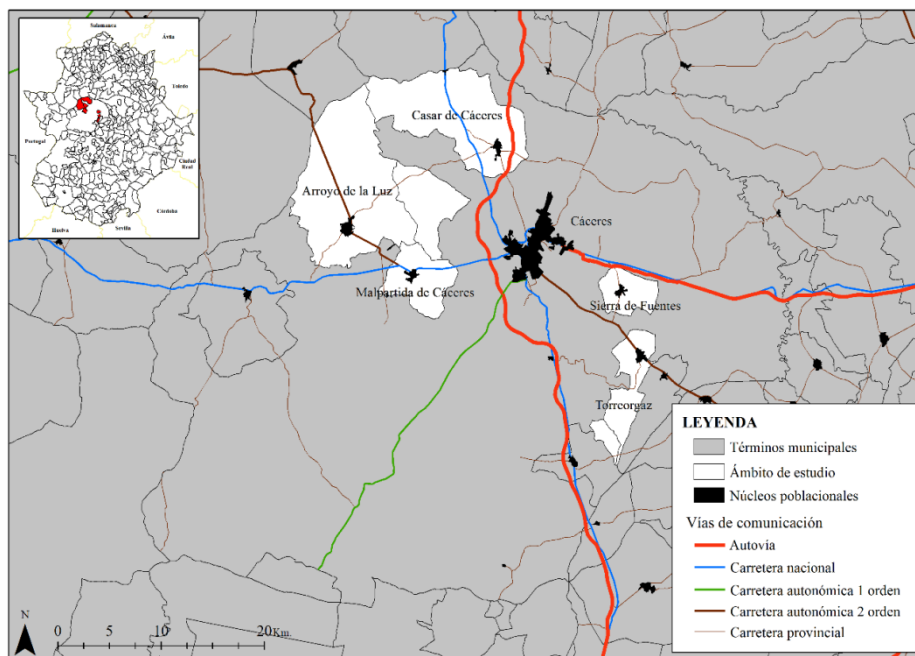 Salamanca
Ávila
Toledo
Portugal
Ciudad
Real
Córdoba
Huelva
Sevilla
Casar de Cáceres
Arroyo de la Luz
Cáceres
Malpartida de Cáceres
Sierra de Fuentes
Torreorgaz
LEYENDA
Términos municipales
Ámbito de estudio
Núcleos poblacionales
Vías de comunicación
Autovía
Carretera nacional
Carretera autonómica 1 orden
Carretera autonómica 2 orden
Carretera provincial
N
0 5 10 20 Km.